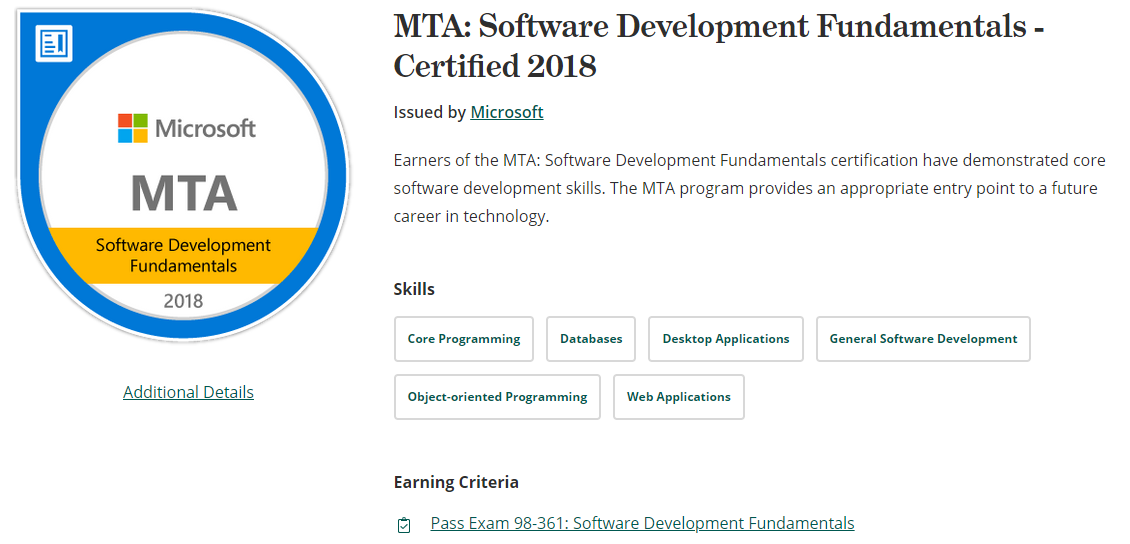 Microsoft
MTA
Software Development
Fundamentals
2018
Additional Details
MTA: Software Development Fundamentals -
Certified 2018
Issued by Microsoft
Earners of the MTA: Software Development Fundamentals certification have demonstrated core
software development skills. The MTA program provides an appropriate entry point to a future
career in technology.
Skills
Core Programming
Databases
Desktop Applications
General Software Development
Object-oriented Programming
Web Applications
Earning Criteria
Pass Exam 98-361: Software Development Fundamentals